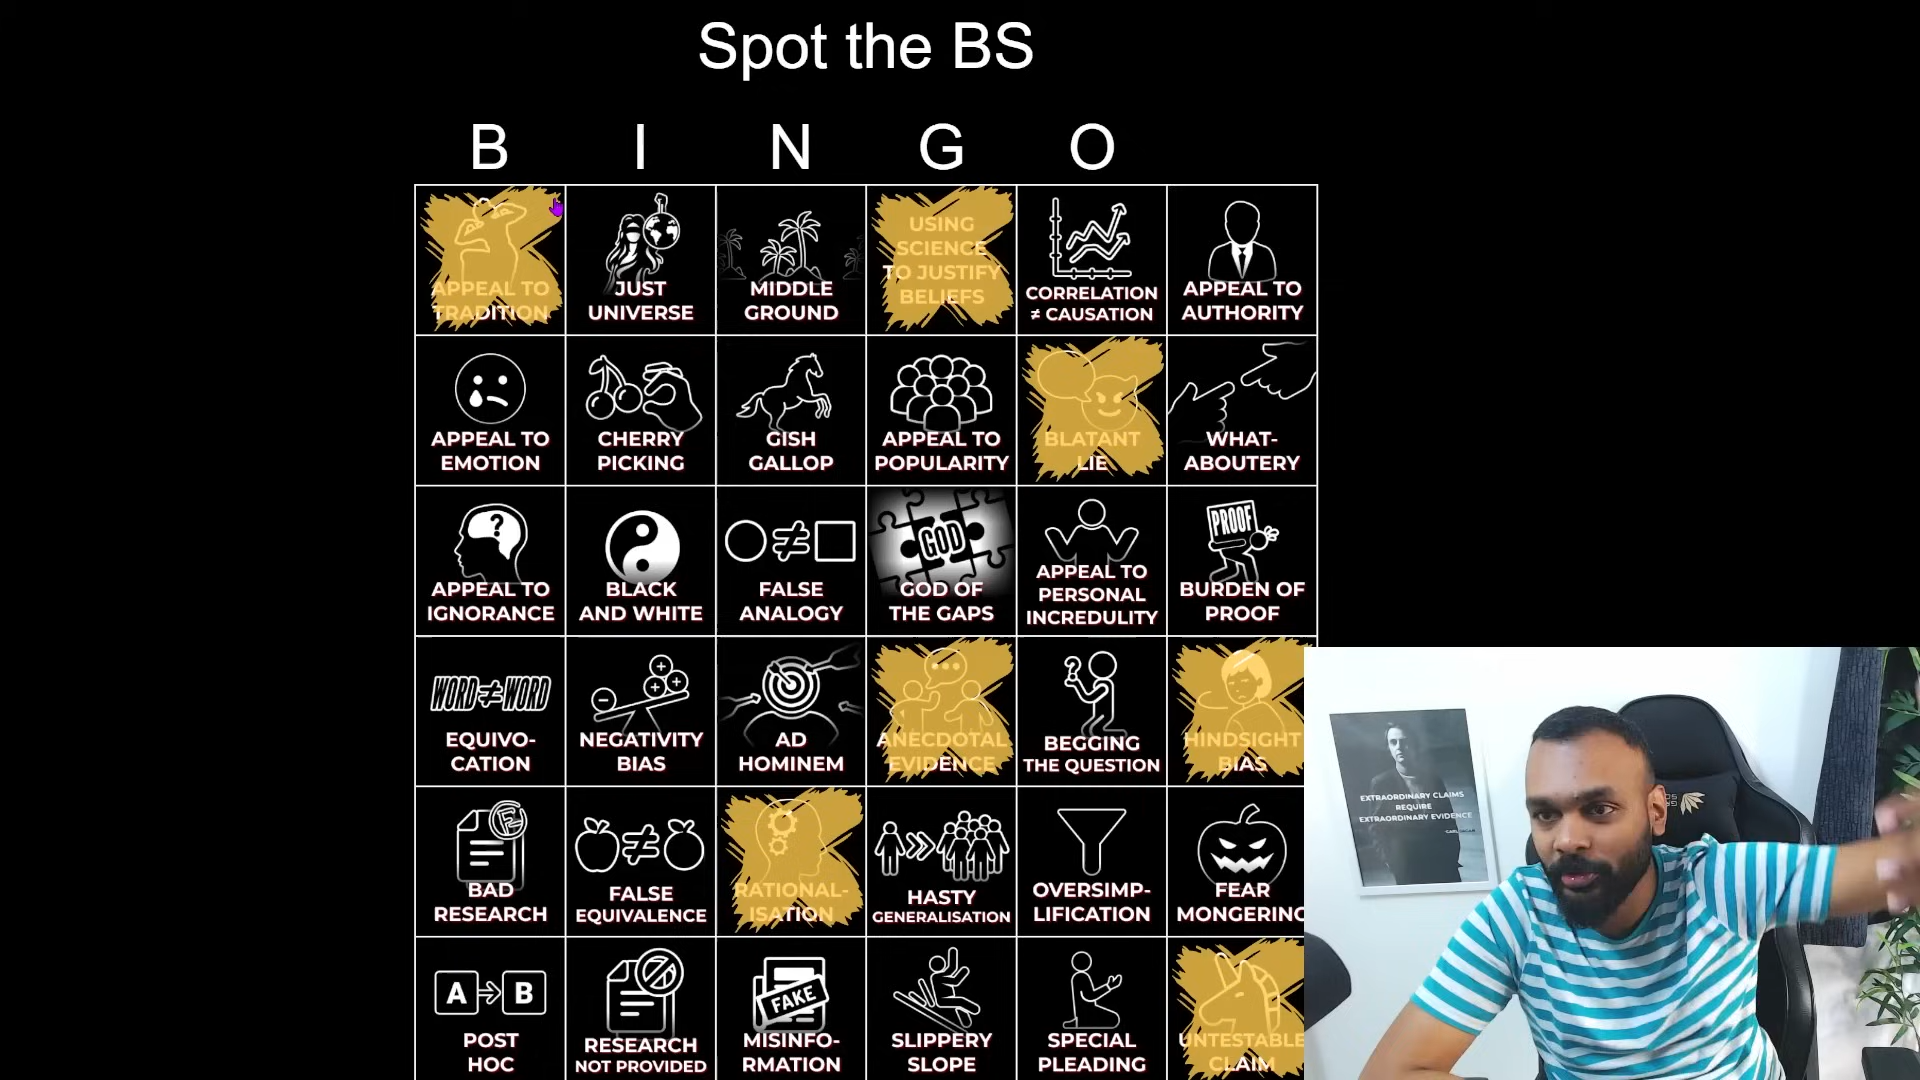 Spot the BS
B I N G O
APPEAL TO
TRADITION
JUST
UNIVERSE
MIDDLE
GROUND
USING
SCIENCE
TO JUSTIFY
BELIEFS
CORRELATION
≠ CAUSATION
APPEAL TO
AUTHORITY
APPEAL TO
EMOTION
CHERRY
PICKING
GISH
GALLOP
APPEAL TO
POPULARITY
BLATANT
LIE
WHAT-
ABOUTERY
?
APPEAL TO
IGNORANCE
BLACK
AND WHITE
FALSE
ANALOGY
GOD
GOD OF
THE GAPS
APPEAL TO
PERSONAL
INCREDULITY
PROOF
BURDEN OF
PROOF
WORD≠WORD
EQUIVO-
CATION
NEGATIVITY
BIAS
AD
HOMINEM
ANECDOTAL
EVIDENCE
BEGGING
THE QUESTION
HINDSIGHT
BIAS
F
BAD
RESEARCH
FALSE
EQUIVALENCE
RATIONAL-
ISATION
HASTY
GENERALISATION
OVERSIMP-
LIFICATION
FEAR
MONGERING
A B
POST
HOC
RESEARCH
NOT PROVIDED
FAKE
MISINFO-
RMATION
SLIPPERY
SLOPE
SPECIAL
PLEADING
UNTESTABLE
CLAIM
EXTRAORDINARY CLAIMS
REQUIRE
EXTRAORDINARY EVIDENCE